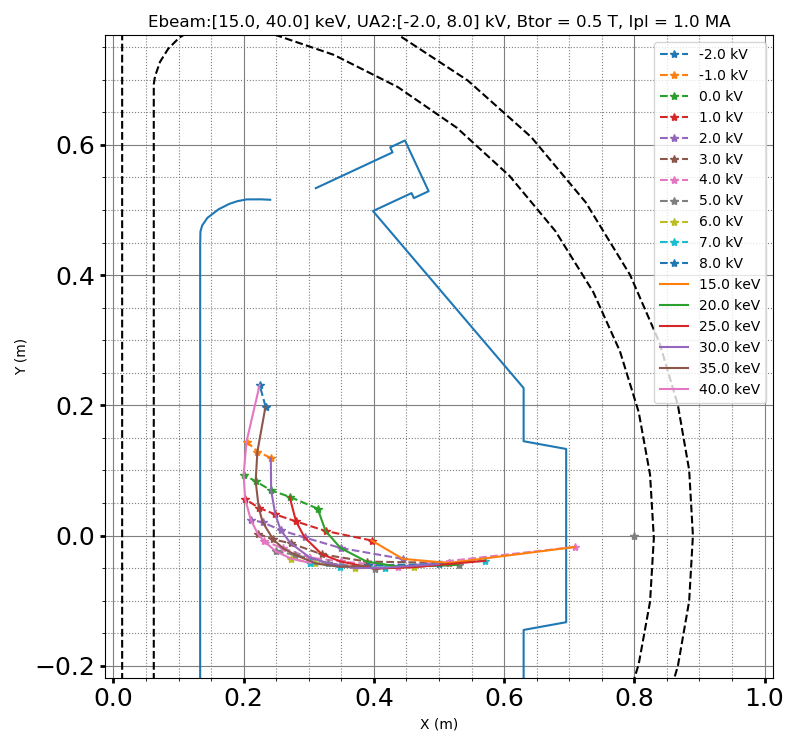 Ebeam:[15.0, 40.0] keV, UA2:[-2.0, 8.0] kV, Btor = 0.5 T, Ipl = 1.0 MA
-2.0 kV
-1.0 kV
0.0 kV
1.0 kV
2.0 kV
3.0 kV
4.0 kV
5.0 kV
6.0 kV
7.0 kV
8.0 kV
15.0 keV
20.0 keV
25.0 keV
30.0 keV
35.0 keV
40.0 keV
0.6
0.4
0.2
0.0
−0.2
Y (m)
0.0 0.2 0.4 0.6 0.8 1.0
X (m)